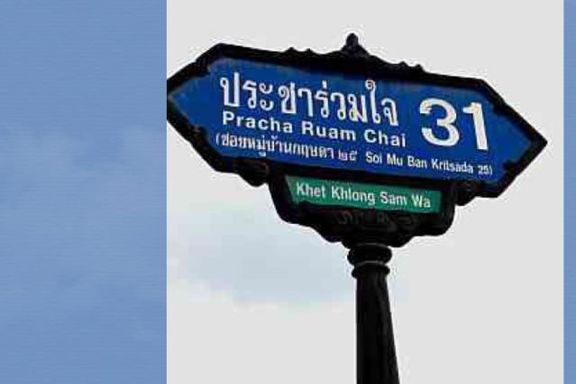 ประชาร่วมใจ 31
Pracha Ruam Chai
(ซอยหมู่บ้านกฤษดา ๒๕ Soi Mu Ban Kritsada 25)
Khet Khlong Sam Wa